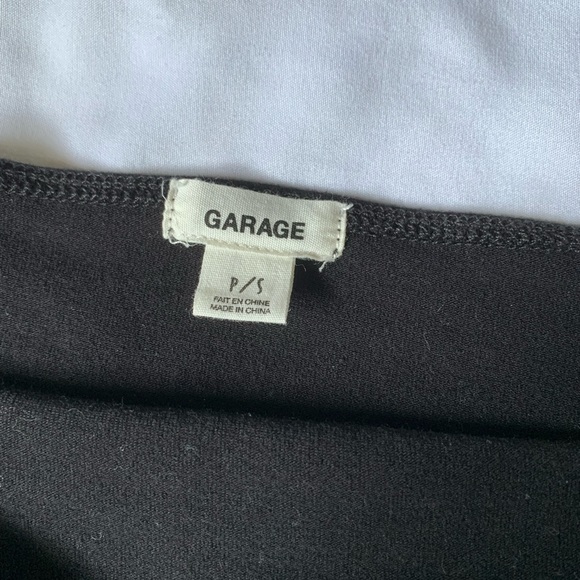 GARAGE
P/S
FAIT EN CHINE
MADE IN CHINA